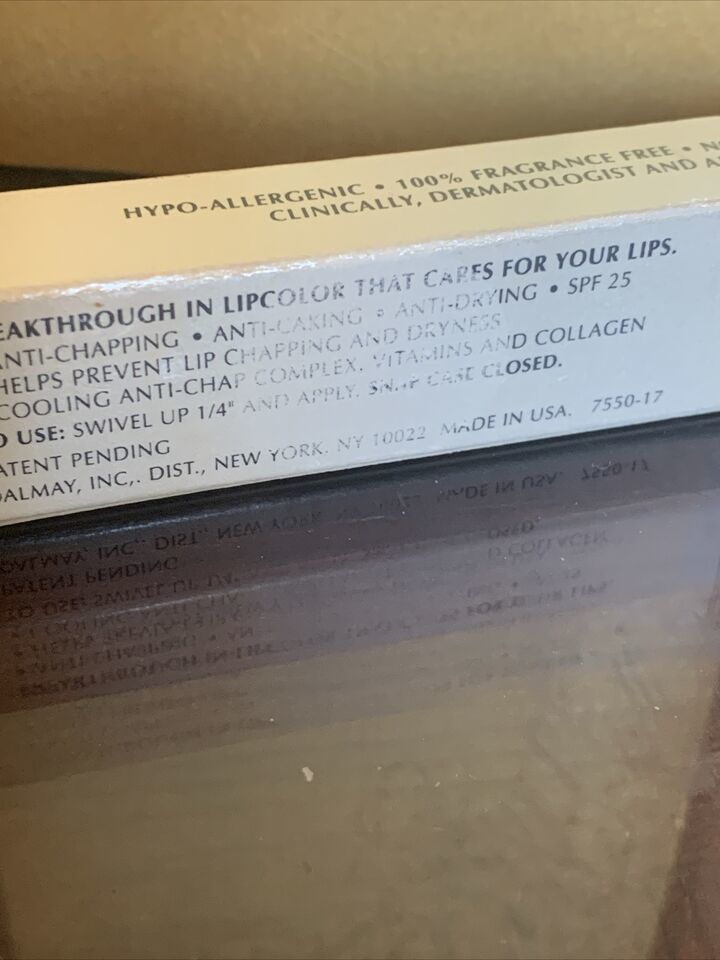 HYPO-ALLERGENIC • 100% FRAGRANCE FREE •
CLINICALLY, DERMATOLOGIST AND
EAKTHROUGH IN LIPCOLOR THAT CARES FOR YOUR LIPS.
ANTI-CHAPPING • ANTI-CAKING • ANTI-DRYING • SPF 25
HELPS PREVENT LIP CHAPPING AND DRYNESS
COOLING ANTI-CHAP COMPLEX, VITAMINS AND COLLAGEN
O USE: SWIVEL UP 1/4" AND APPLY. SNAP CASE CLOSED.
ATENT PENDING
ALMAY, INC,. DIST., NEW YORK, NY 10022 MADE IN USA. 7550-17